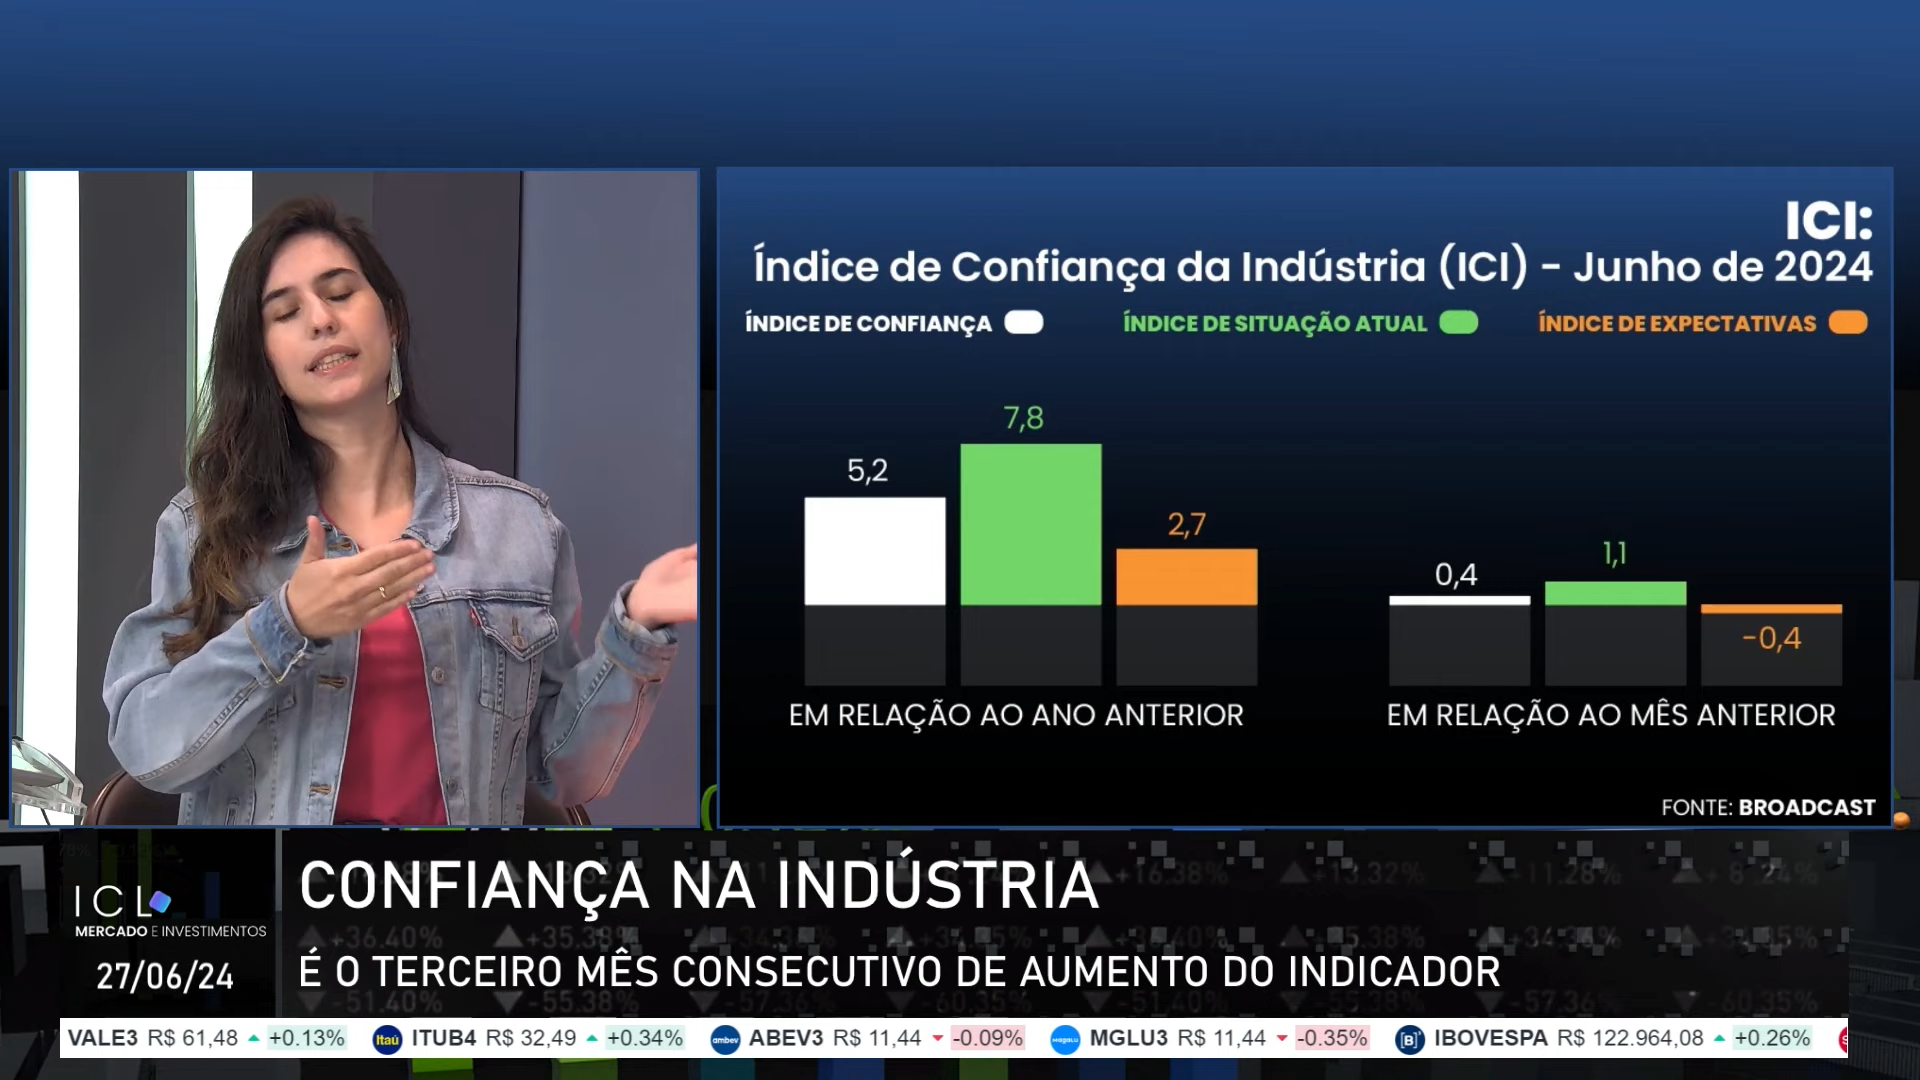 ICI:
Índice de Confiança da Indústria (ICI) - Junho de 2024
ÍNDICE DE CONFIANÇA
ÍNDICE DE SITUAÇÃO ATUAL
ÍNDICE DE EXPECTATIVAS
5,2
7,8
2,7
0,4
1,1
-0,4
EM RELAÇÃO AO ANO ANTERIOR
EM RELAÇÃO AO MÊS ANTERIOR
FONTE: BROADCAST
ICL
MERCADO E INVESTIMENTOS
27/06/24
CONFIANÇA NA INDÚSTRIA
É O TERCEIRO MÊS CONSECUTIVO DE AUMENTO DO INDICADOR
VALE3 R$ 61,48 +0.13% Itaú ITUB4 R$ 32,49 +0.34% ambev ABEV3 R$ 11,44 -0.09% Magalu MGLU3 R$ 11,44 -0.35% [B]³ IBOVESPA R$ 122.964,08 +0.26%